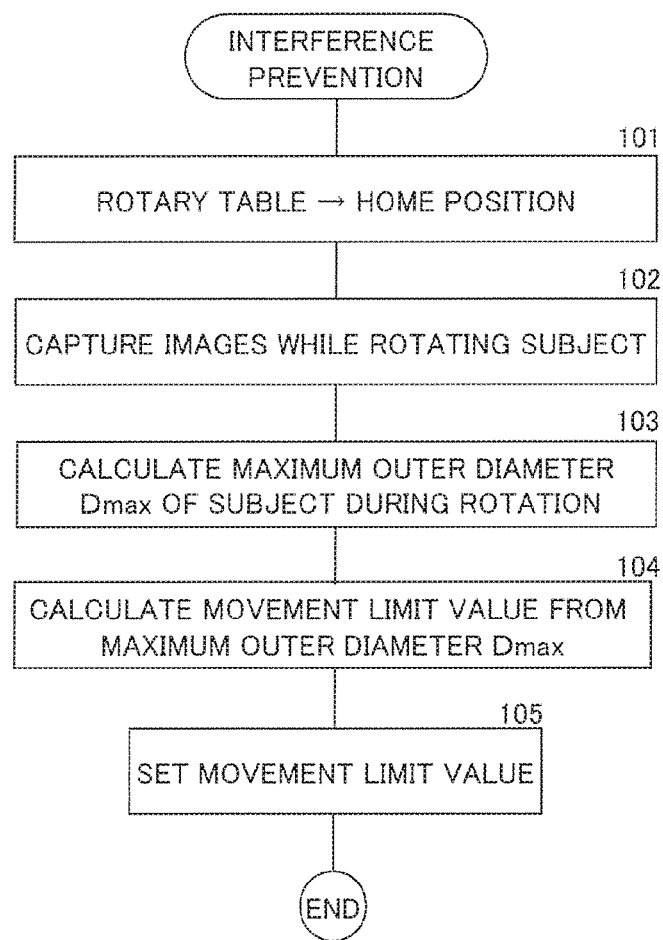 INTERFERENCE
PREVENTION
101
ROTARY TABLE → HOME POSITION
102
CAPTURE IMAGES WHILE ROTATING SUBJECT
103
CALCULATE MAXIMUM OUTER DIAMETER
Dmax OF SUBJECT DURING ROTATION
104
CALCULATE MOVEMENT LIMIT VALUE FROM
MAXIMUM OUTER DIAMETER Dmax
105
SET MOVEMENT LIMIT VALUE
END